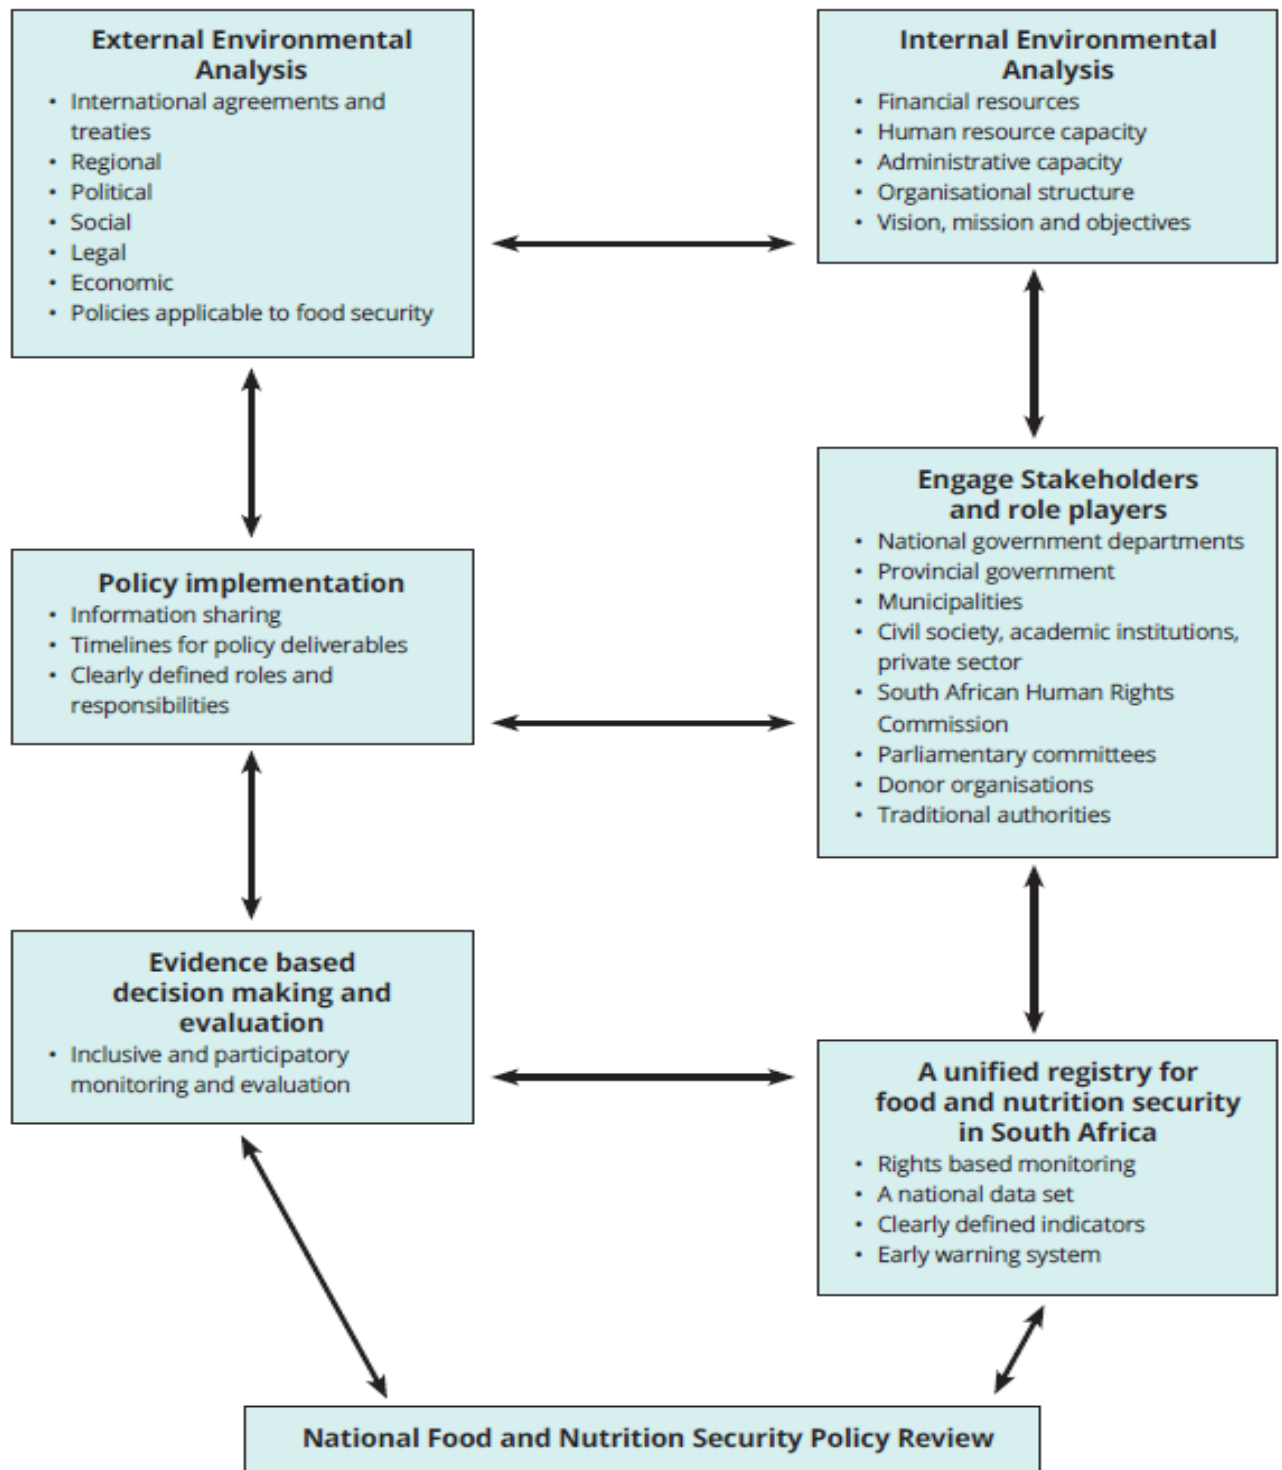 External Environmental
Analysis
• International agreements and
treaties
• Regional
• Political
• Social
• Legal
• Economic
• Policies applicable to food security
Internal Environmental
Analysis
• Financial resources
• Human resource capacity
• Administrative capacity
• Organisational structure
• Vision, mission and objectives
Policy implementation
• Information sharing
• Timelines for policy deliverables
• Clearly defined roles and
responsibilities
Engage Stakeholders
and role players
• National government departments
• Provincial government
• Municipalities
• Civil society, academic institutions,
private sector
• South African Human Rights
Commission
• Parliamentary committees
• Donor organisations
• Traditional authorities
Evidence based
decision making and
evaluation
• Inclusive and participatory
monitoring and evaluation
A unified registry for
food and nutrition security
in South Africa
• Rights based monitoring
• A national data set
• Clearly defined indicators
• Early warning system
National Food and Nutrition Security Policy Review